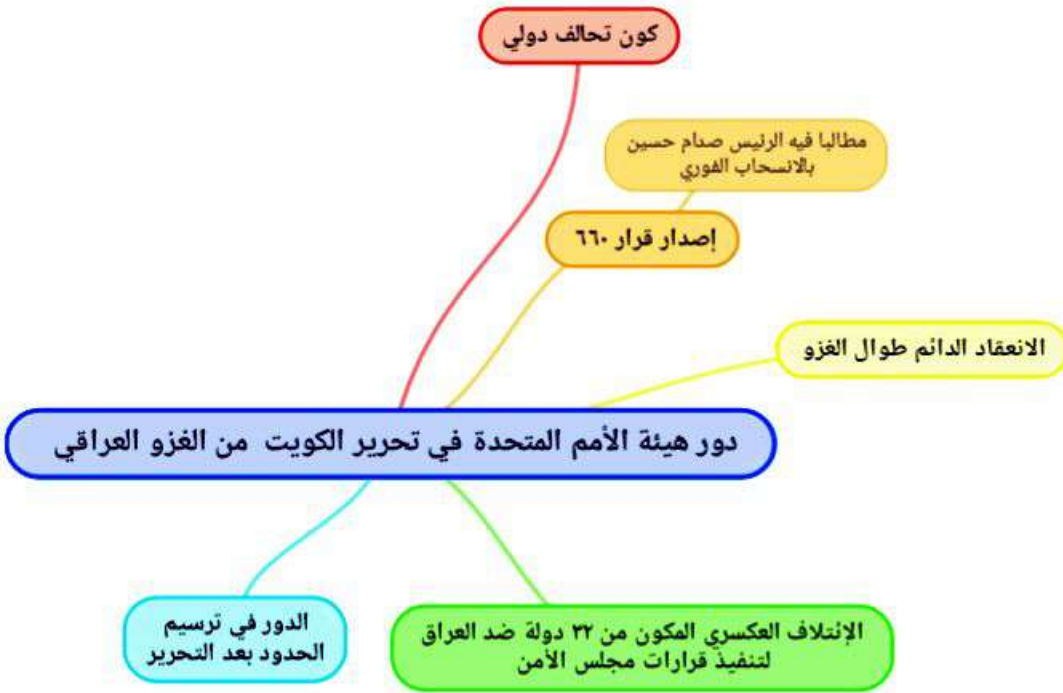 كون تحالف دولي
مطالبا فيه الرئيس صدام حسين
بالانسحاب الفوري
إصدار قرار ٦٦٠
الانعقاد الدائم طوال الغزو
دور هيئة الأمم المتحدة في تحرير الكويت من الغزو العراقي
الإئتلاف العكسري المكون من ٣٢ دولة ضد العراق
لتنفيذ قرارات مجلس الأمن
الدور في ترسيم
الحدود بعد التحرير